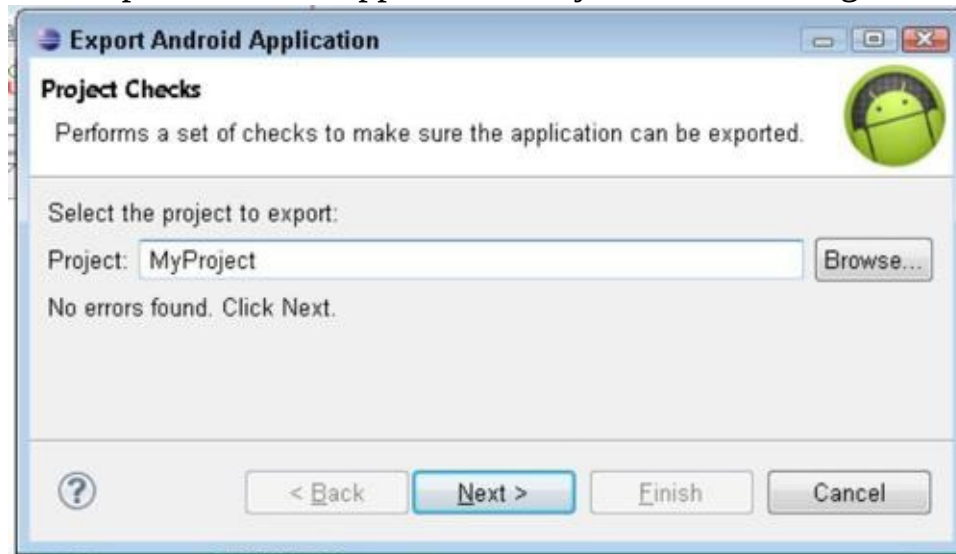 Export Android Application
Project Checks
Performs a set of checks to make sure the application can be exported.
Select the project to export:
Project: MyProject Browse...
No errors found. Click Next.
< Back Next > Finish Cancel